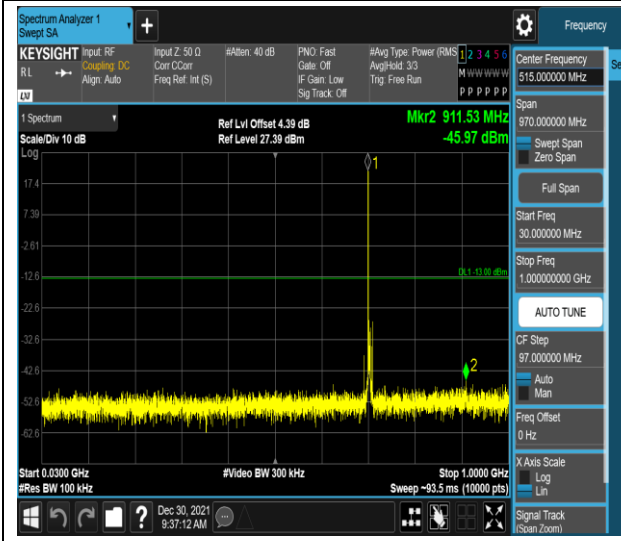 Spectrum Analyzer 1
Swept SA
+
Frequency
KEYSIGHT
RL
LXI
Input: RF
Coupling: DC
Align: Auto
Input Z: 50 Ω
Corr CCorr
Freq Ref: Int (S)
#Atten: 40 dB
PNO: Fast
Gate: Off
IF Gain: Low
Sig Track: Off
#Avg Type: Power (RMS
Avg|Hold: 3/3
Trig: Free Run
1 2 3 4 5 6
M W W W W W
P P P P P P
1 Spectrum
Scale/Div 10 dB
Log
Ref Lvl Offset 4.39 dB
Ref Level 27.39 dBm
Mkr2 911.53 MHz
-45.97 dBm
1
17.4
7.39
-2.61
-12.6
DL1 -13.00 dBm
-22.6
-32.6
-42.6
2
-52.6
-62.6
Start 0.0300 GHz
#Res BW 100 kHz
#Video BW 300 kHz
Stop 1.0000 GHz
Sweep ~93.5 ms (10000 pts)
?
Dec 30, 2021
9:37:12 AM
Center Frequency
515.000000 MHz
Se
Span
970.000000 MHz
Swept Span
Zero Span
Full Span
Start Freq
30.000000 MHz
Stop Freq
1.000000000 GHz
AUTO TUNE
CF Step
97.000000 MHz
Auto
Man
Freq Offset
0 Hz
X Axis Scale
Log
Lin
Signal Track
(Span Zoom)